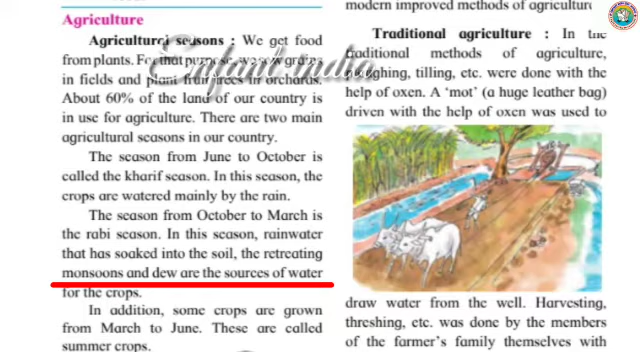 Agriculture
Agricultural seasons : We get food
from plants. For that purpose, we sow grains
in fields and plant fruit trees in orchards.
About 60% of the land of our country is
in use for agriculture. There are two main
agricultural seasons in our country.
The season from June to October is
called the kharif season. In this season, the
crops are watered mainly by the rain.
The season from October to March is
the rabi season. In this season, rainwater
that has soaked into the soil, the retreating
monsoons and dew are the sources of water
for the crops.
In addition, some crops are grown
from March to June. These are called
summer crops.
modern improved methods of agriculture
Traditional agriculture : In the
traditional methods of agriculture,
ploughing, tilling, etc. were done with the
help of oxen. A ‘mot’ (a huge leather bag)
driven with the help of oxen was used to
draw water from the well. Harvesting,
threshing, etc. was done by the members
of the farmer’s family themselves with
Enfant India